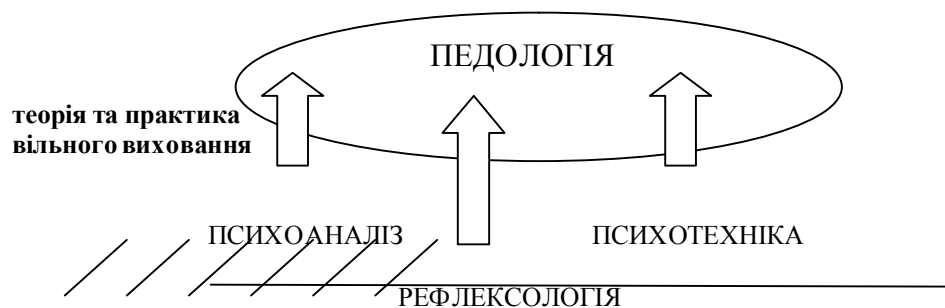 ПЕДОЛОГІЯ
теорія та практика
вільного виховання
ПСИХОАНАЛІЗ ПСИХОТЕХНІКА
РЕФЛЕКСОЛОГІЯ